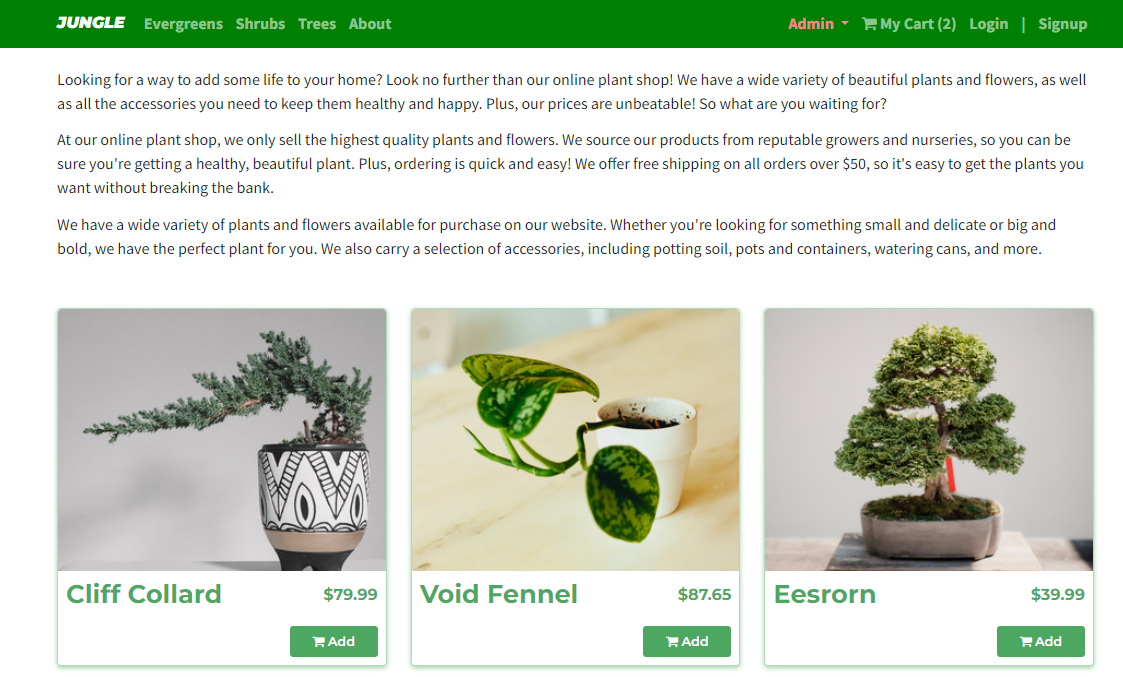 JUNGLE Evergreens Shrubs Trees About Admin My Cart (2) Login | Signup
Looking for a way to add some life to your home? Look no further than our online plant shop! We have a wide variety of beautiful plants and flowers, as well
as all the accessories you need to keep them healthy and happy. Plus, our prices are unbeatable! So what are you waiting for?
At our online plant shop, we only sell the highest quality plants and flowers. We source our products from reputable growers and nurseries, so you can be
sure you're getting a healthy, beautiful plant. Plus, ordering is quick and easy! We offer free shipping on all orders over $50, so it's easy to get the plants you
want without breaking the bank.
We have a wide variety of plants and flowers available for purchase on our website. Whether you're looking for something small and delicate or big and
bold, we have the perfect plant for you. We also carry a selection of accessories, including potting soil, pots and containers, watering cans, and more.
Cliff Collard $79.99
Add
Void Fennel $87.65
Add
Eesrorn $39.99
Add